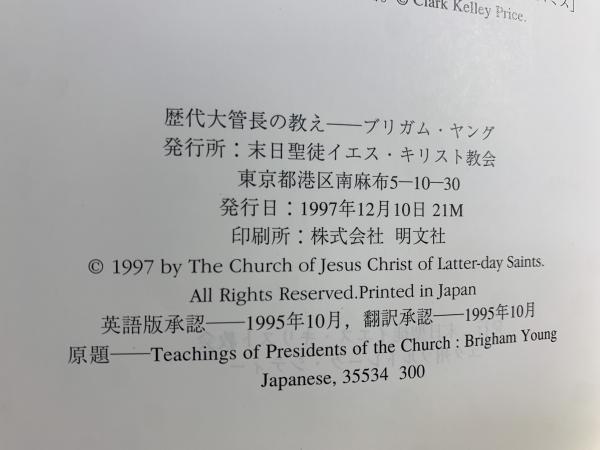 © Clark Kelley Price.
歴代大管長の教え——ブリガム・ヤング
発行所：末日聖徒イエス・キリスト教会
東京都港区南麻布5—10—30
発行日：1997年12月10日 21M
印刷所：株式会社 明文社
© 1997 by The Church of Jesus Christ of Latter-day Saints.
All Rights Reserved.Printed in Japan
英語版承認——1995年10月，翻訳承認——1995年10月
原題——Teachings of Presidents of the Church : Brigham Young
Japanese, 35534 300